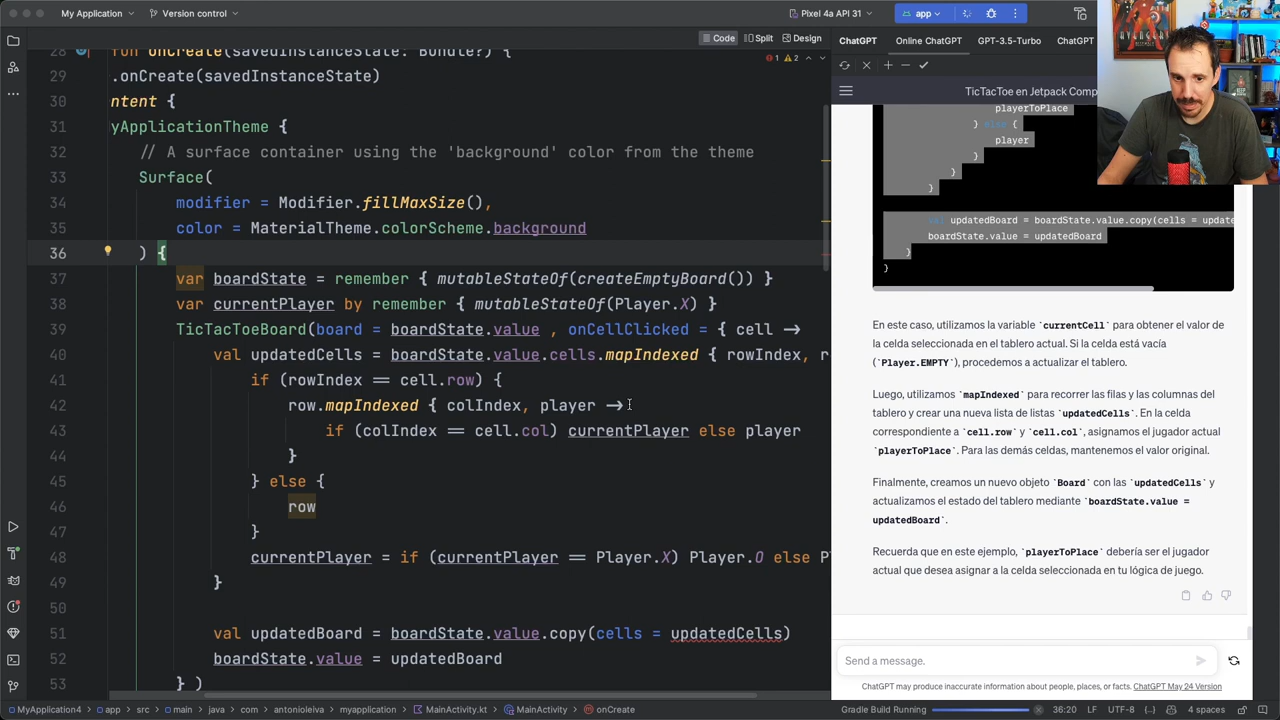 My Application
Version control
Pixel 4a API 31
app
28
29 .onCreate(savedInstanceState)
30 ntent {
31 yApplicationTheme {
32 // A surface container using the 'background' color from the theme
33 Surface(
34 modifier = Modifier.fillMaxSize(),
35 color = MaterialTheme.colorScheme.background
36 ) {
37 var boardState = remember { mutableStateOf(createEmptyBoard()) }
38 var currentPlayer by remember { mutableStateOf(Player.X) }
39 TicTacToeBoard(board = boardState.value , onCellClicked = { cell ->
40 val updatedCells = boardState.value.cells.mapIndexed { rowIndex, r
41 if (rowIndex == cell.row) {
42 row.mapIndexed { colIndex, player ->
43 if (colIndex == cell.col) currentPlayer else player
44 }
45 } else {
46 row
47 }
48 currentPlayer = if (currentPlayer == Player.X) Player.O else Pl
49 }
50
51 val updatedBoard = boardState.value.copy(cells = updatedCells)
52 boardState.value = updatedBoard
53 } )
fun onCreate(savedInstanceState: Bundle?) {
1 2
Code Split Design
ChatGPT Online ChatGPT GPT-3.5-Turbo ChatGPT
TicTacToe en Jetpack Comp
playerToPlace
} else {
player
}
}
}
val updatedBoard = boardState.value.copy(cells = update
boardState.value = updatedBoard
}
}
En este caso, utilizamos la variable `currentCell` para obtener el valor de
la celda seleccionada en el tablero actual. Si la celda está vacía
(`Player.EMPTY`), procedemos a actualizar el tablero.
Luego, utilizamos `mapIndexed` para recorrer las filas y las columnas del
tablero y crear una nueva lista de listas `updatedCells`. En la celda
correspondiente a `cell.row` y `cell.col`, asignamos el jugador actual
`playerToPlace`. Para las demás celdas, mantenemos el valor original.
Finalmente, creamos un nuevo objeto `Board` con las `updatedCells` y
actualizamos el estado del tablero mediante `boardState.value =
updatedBoard`.
Recuerda que en este ejemplo, `playerToPlace` debería ser el jugador
actual que desea asignar a la celda seleccionada en tu lógica de juego.
Send a message.
ChatGPT may produce inaccurate information about people, places, or facts. ChatGPT May 24 Version
MyApplication4 app src main java com antonioleiva myapplication MainActivity.kt MainActivity onCreate
Gradle Build Running 36:20 LF UTF-8 4 spaces